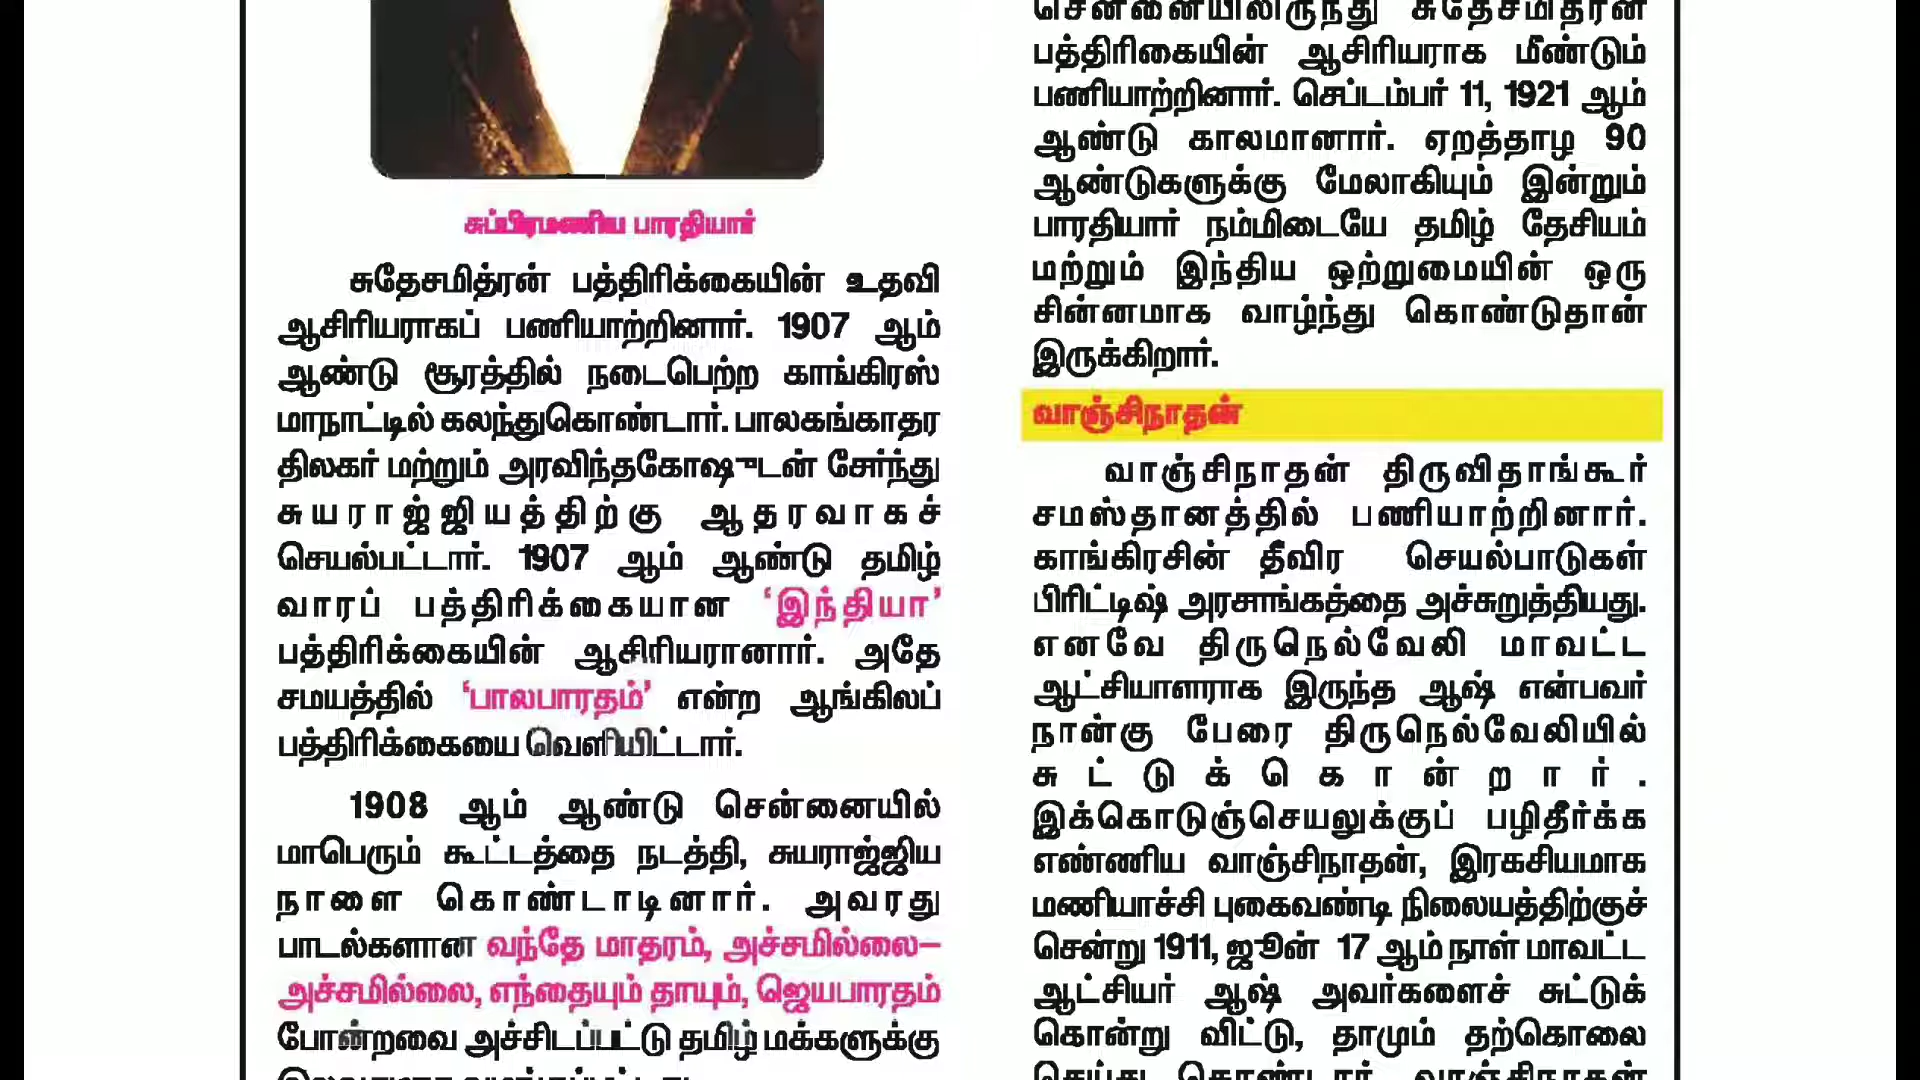 சுப்பிரமணிய பாரதியார்
சுதேசமித்ரன் பத்திரிக்கையின் உதவி
ஆசிரியராகப் பணியாற்றினார். 1907 ஆம்
ஆண்டு சூரத்தில் நடைபெற்ற காங்கிரஸ்
மாநாட்டில் கலந்துகொண்டார். பாலகங்காதர
திலகர் மற்றும் அரவிந்தகோஷுடன் சேர்ந்து
சுயராஜ்ஜியத்திற்கு ஆதரவாகச்
செயல்பட்டார். 1907 ஆம் ஆண்டு தமிழ்
வாரப் பத்திரிக்கையான ‘இந்தியா’
பத்திரிக்கையின் ஆசிரியரானார். அதே
சமயத்தில் ‘பாலபாரதம்’ என்ற ஆங்கிலப்
பத்திரிக்கையை வெளியிட்டார்.
1908 ஆம் ஆண்டு சென்னையில்
மாபெரும் கூட்டத்தை நடத்தி, சுயராஜ்ஜிய
நாளை கொண்டாடினார். அவரது
பாடல்களான வந்தே மாதரம், அச்சமில்லை–
அச்சமில்லை, எந்தையும் தாயும், ஜெயபாரதம்
போன்றவை அச்சிடப்பட்டு தமிழ் மக்களுக்கு
சென்னையிலிருந்து சுதேசமித்ரன்
பத்திரிகையின் ஆசிரியராக மீண்டும்
பணியாற்றினார். செப்டம்பர் 11, 1921 ஆம்
ஆண்டு காலமானார். ஏறத்தாழ 90
ஆண்டுகளுக்கு மேலாகியும் இன்றும்
பாரதியார் நம்மிடையே தமிழ் தேசியம்
மற்றும் இந்திய ஒற்றுமையின் ஒரு
சின்னமாக வாழ்ந்து கொண்டுதான்
இருக்கிறார்.
வாஞ்சிநாதன்
வாஞ்சிநாதன் திருவிதாங்கூர்
சமஸ்தானத்தில் பணியாற்றினார்.
காங்கிரசின் தீவிர செயல்பாடுகள்
பிரிட்டிஷ் அரசாங்கத்தை அச்சுறுத்தியது.
எனவே திருநெல்வேலி மாவட்ட
ஆட்சியாளராக இருந்த ஆஷ் என்பவர்
நான்கு பேரை திருநெல்வேலியில்
சுட்டுக்கொன்றார்.
இக்கொடுஞ்செயலுக்குப் பழிதீர்க்க
எண்ணிய வாஞ்சிநாதன், இரகசியமாக
மணியாச்சி புகைவண்டி நிலையத்திற்குச்
சென்று 1911, ஜூன் 17 ஆம் நாள் மாவட்ட
ஆட்சியர் ஆஷ் அவர்களைச் சுட்டுக்
கொன்று விட்டு, தாமும் தற்கொலை
செய்து கொண்டார். வாஞ்சிநாதன்